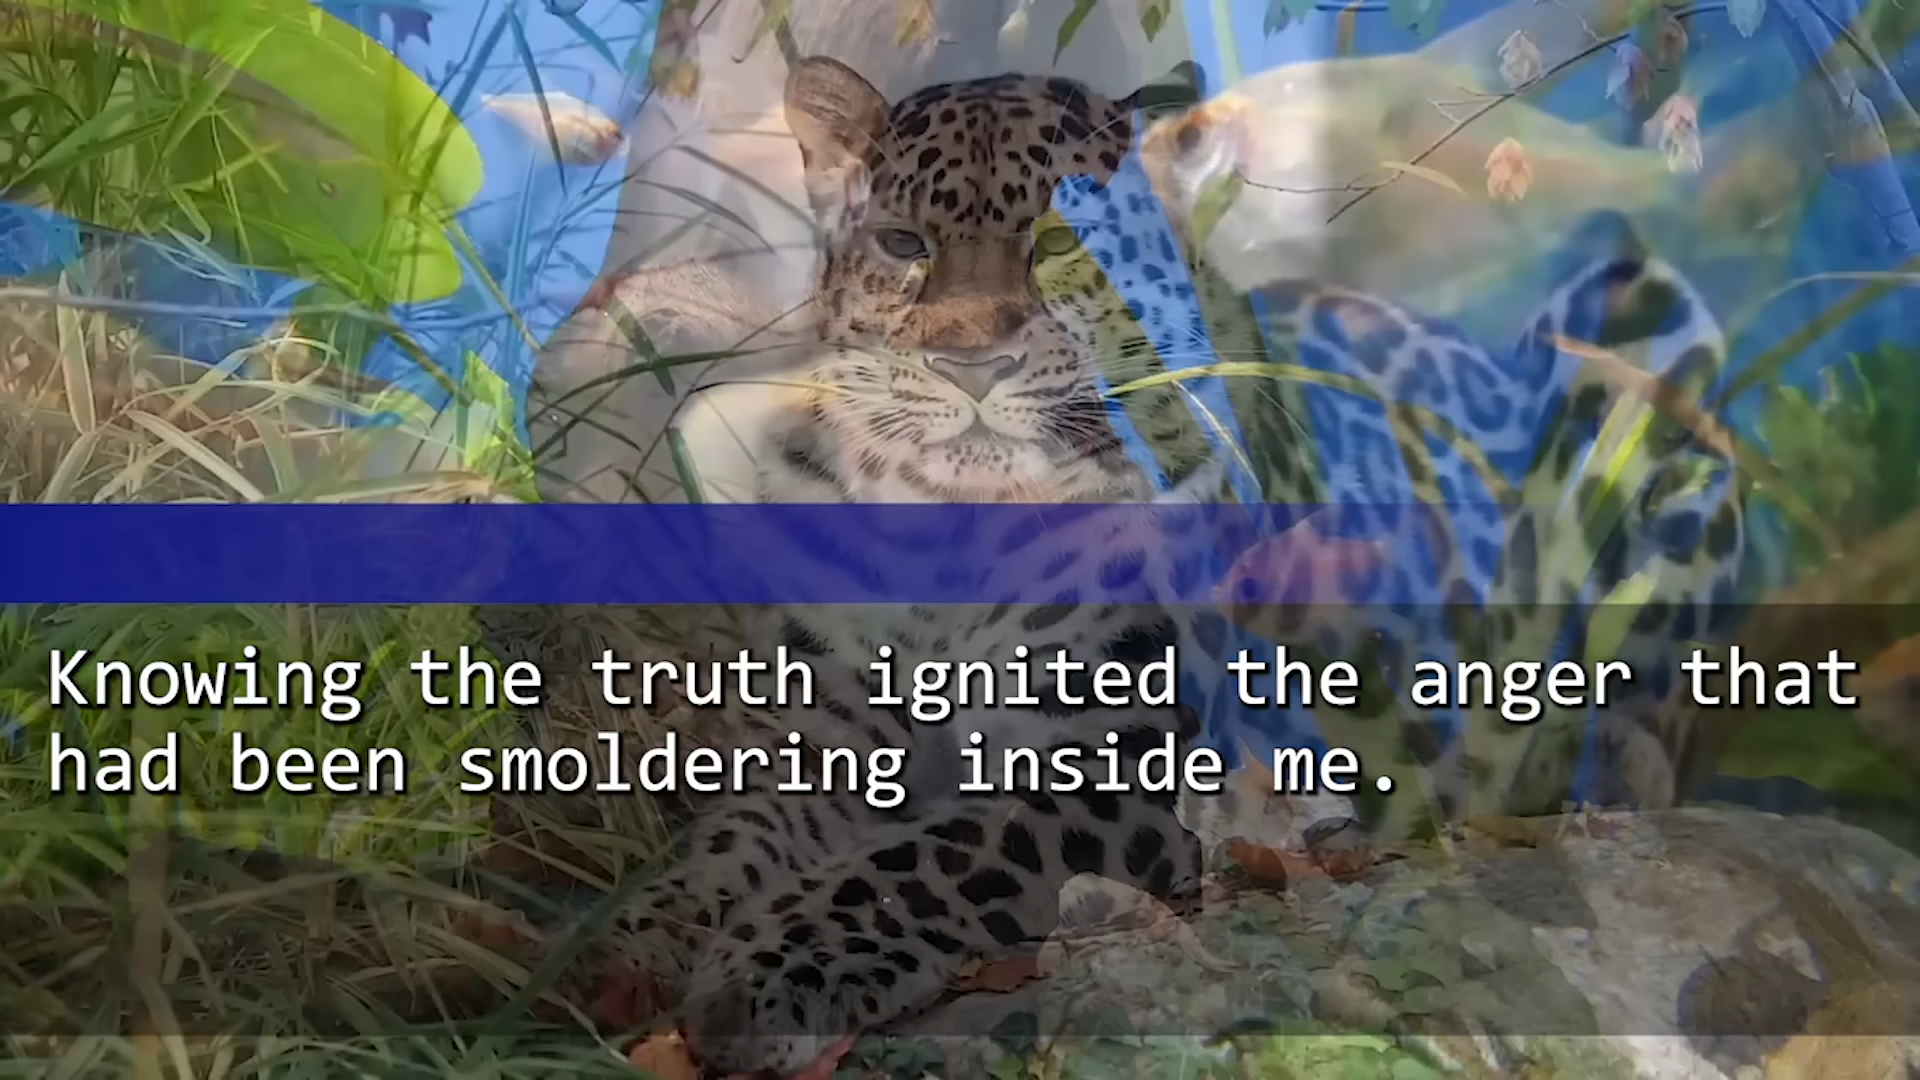 Knowing the truth ignited the anger that
had been smoldering inside me.